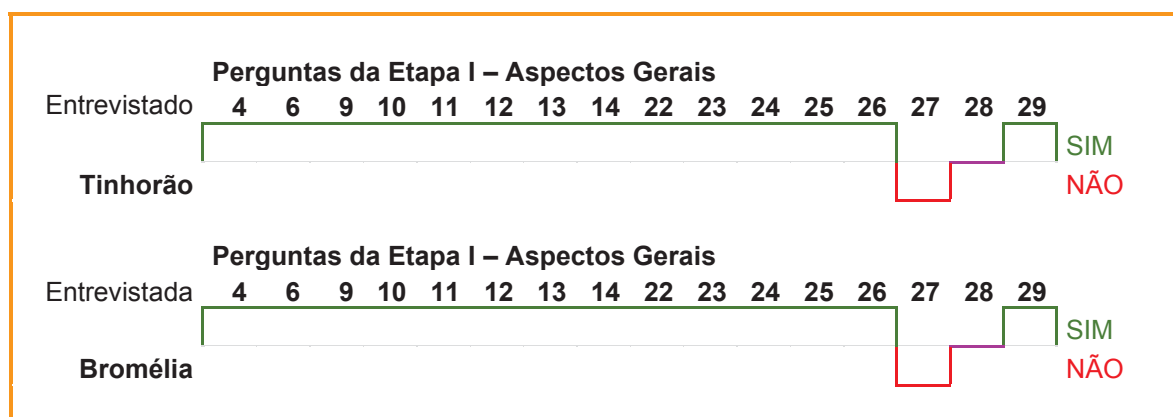 Perguntas da Etapa I – Aspectos Gerais
Entrevistado 4 6 9 10 11 12 13 14 22 23 24 25 26 27 28 29
SIM
Tinhorão NÃO
Perguntas da Etapa I – Aspectos Gerais
Entrevistada 4 6 9 10 11 12 13 14 22 23 24 25 26 27 28 29
SIM
Bromélia NÃO